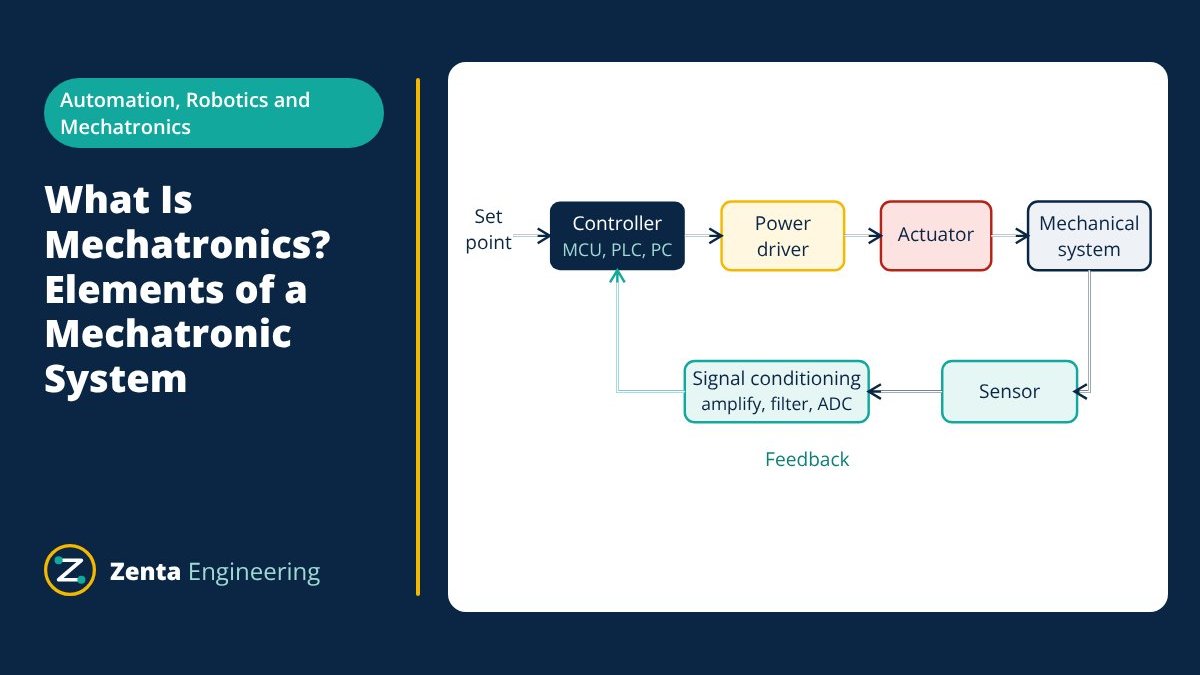 Automation, Robotics and
Mechatronics
What Is
Mechatronics?
Elements of a
Mechatronic
System
Zenta Engineering
Set
point
Controller
MCU, PLC, PC
Power
driver
Actuator
Mechanical
system
Signal conditioning
amplify, filter, ADC
Sensor
Feedback